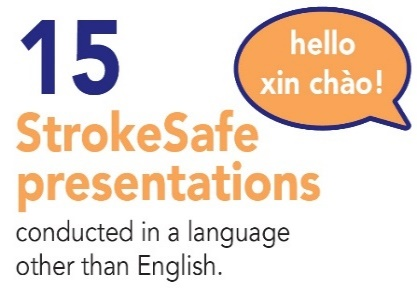 15
hello
xin chào!
StrokeSafe
presentations
conducted in a language
other than English.